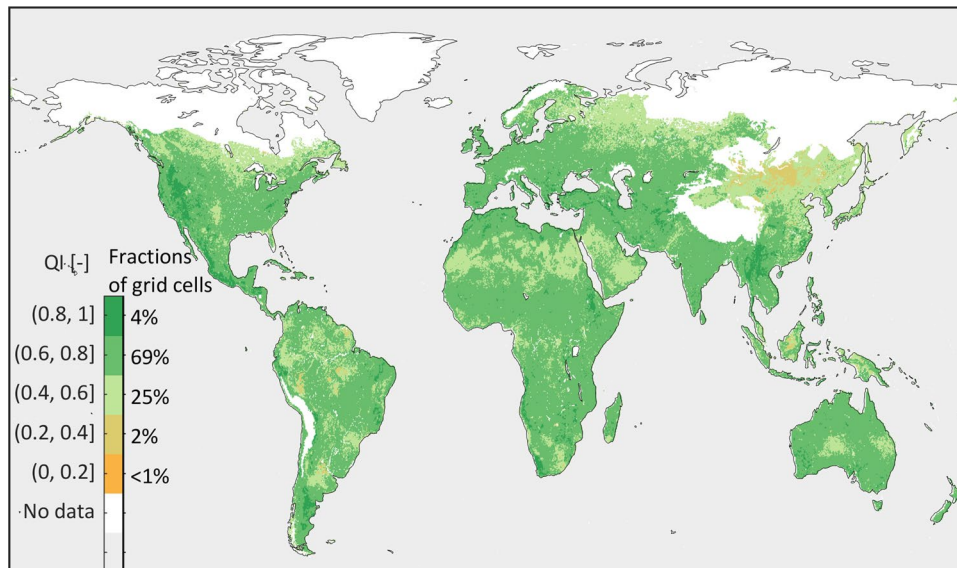 QI [-] Fractions
of grid cells
(0.8, 1] 4%
(0.6, 0.8] 69%
(0.4, 0.6] 25%
(0.2, 0.4] 2%
(0, 0.2] <1%
No data